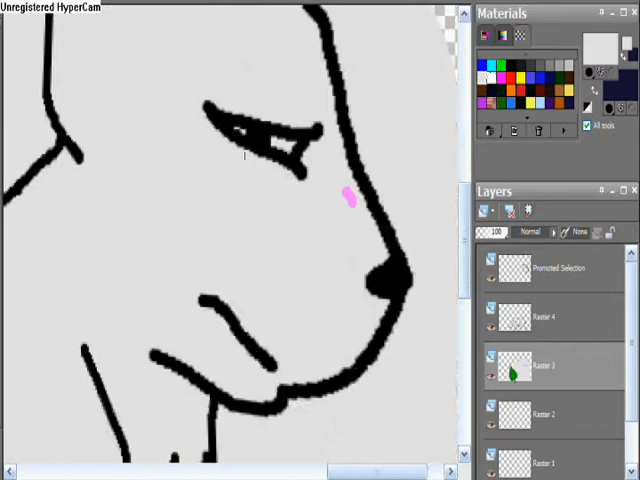 Unregistered HyperCam
Materials
All tools
Layers
100 Normal None
Promoted Selection
Raster 4
Raster 3
Raster 2
Raster 1